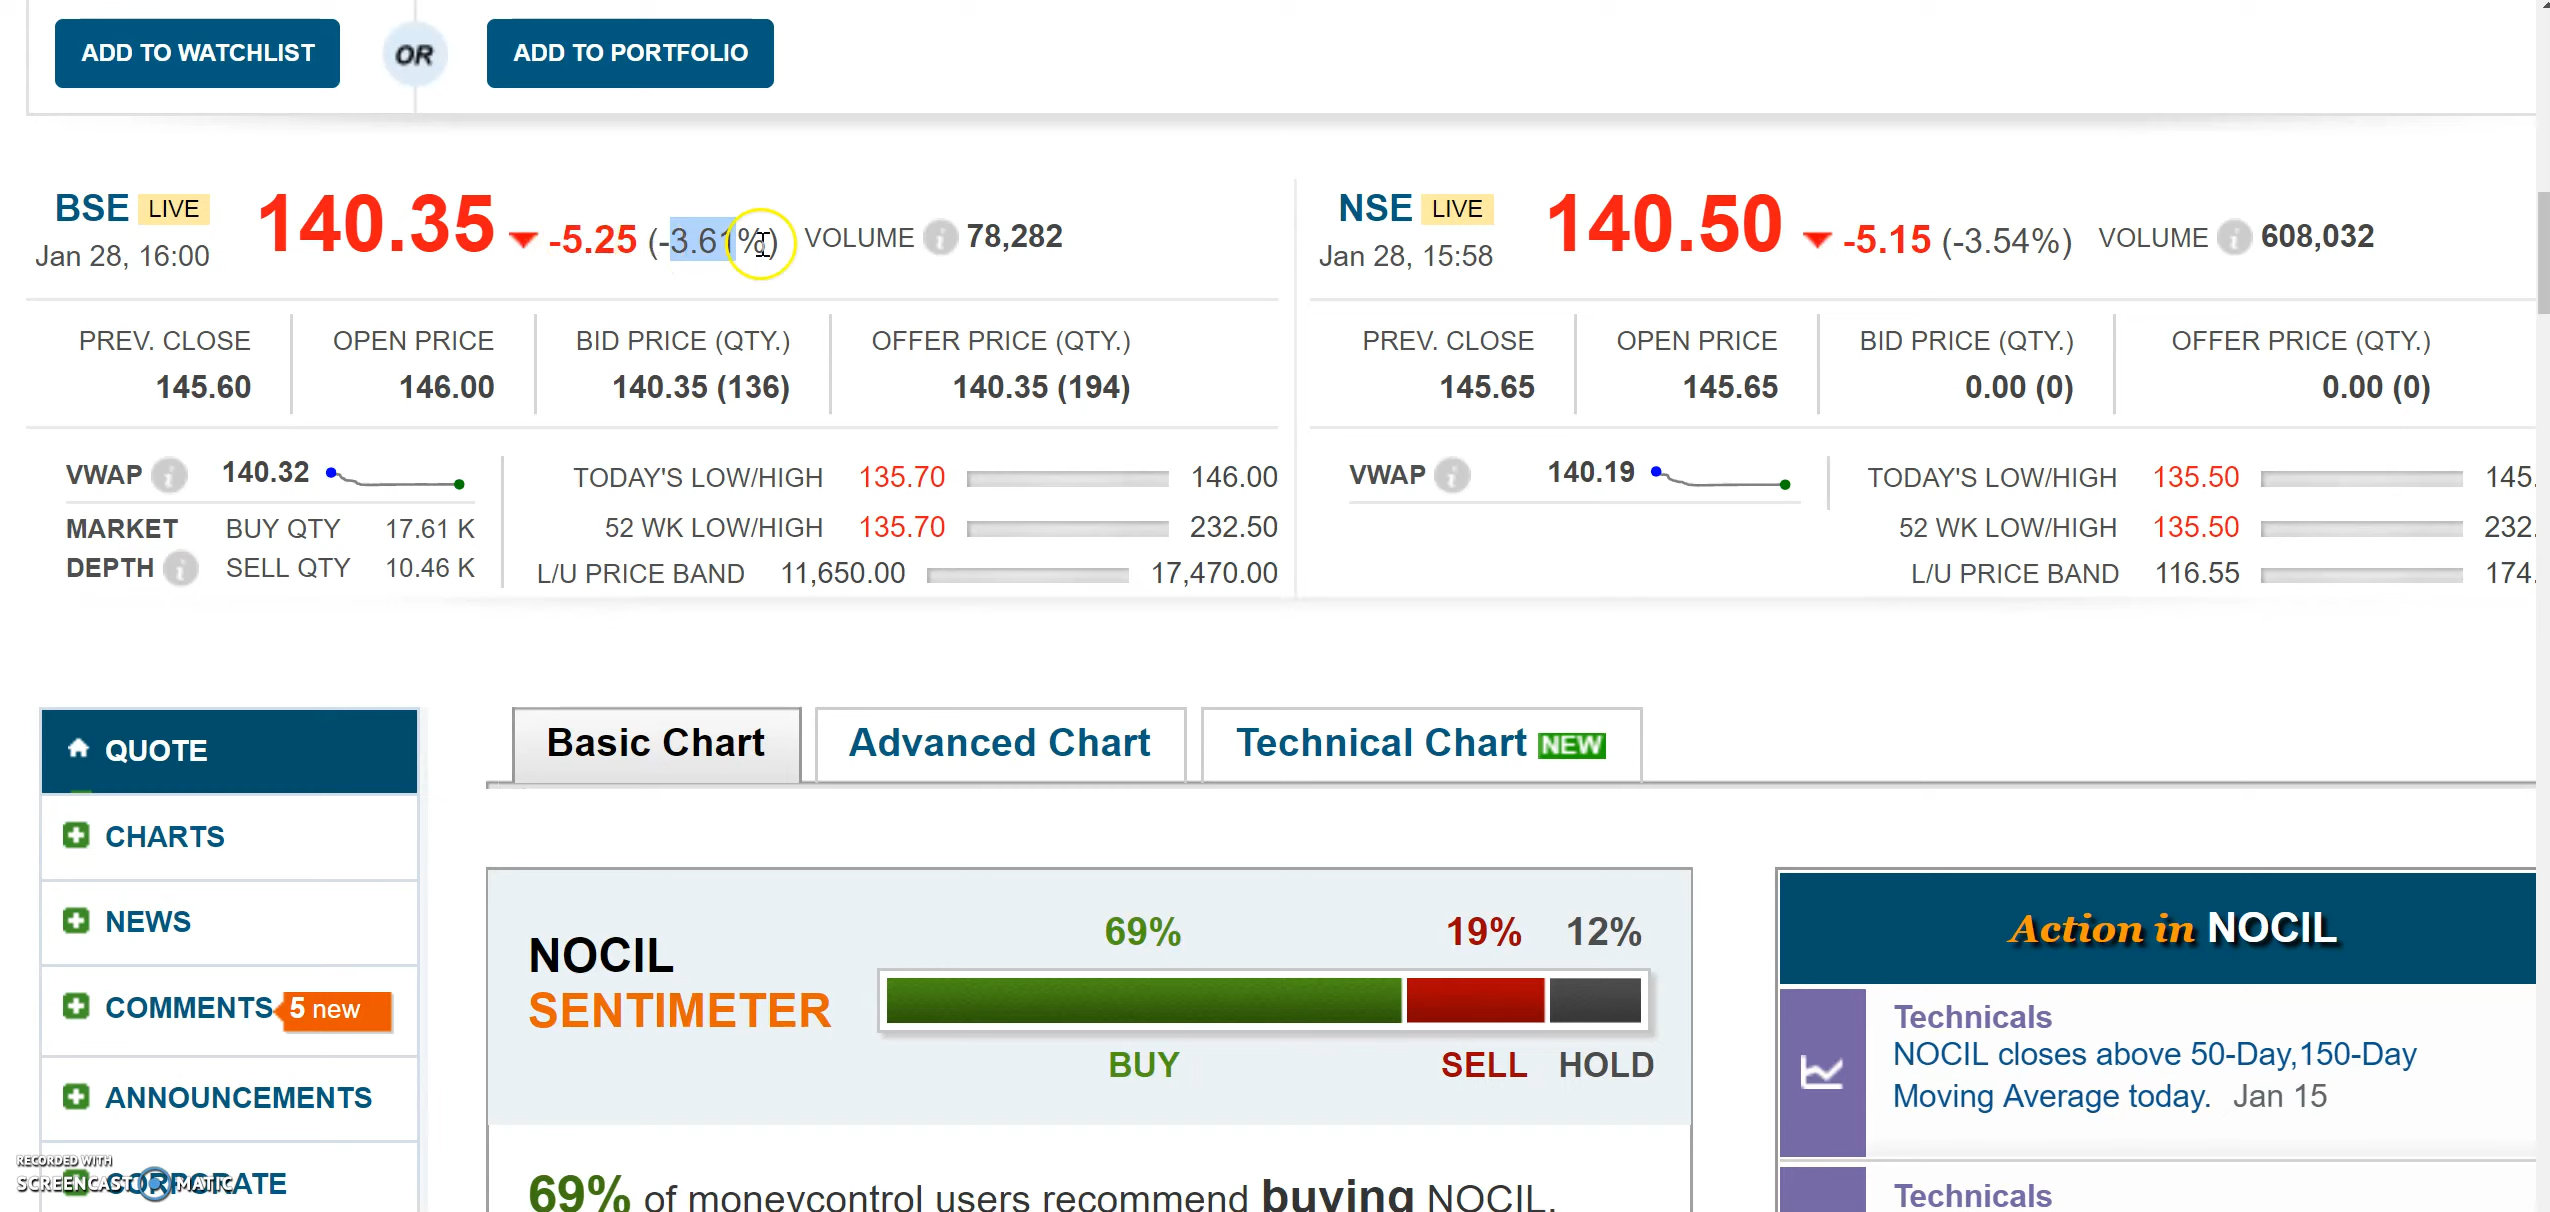 ADD TO WATCHLIST OR ADD TO PORTFOLIO
BSE LIVE 140.35 -5.25 (-3.61%) VOLUME i 78,282
Jan 28, 16:00
PREV. CLOSE OPEN PRICE BID PRICE (QTY.) OFFER PRICE (QTY.)
145.60 146.00 140.35 (136) 140.35 (194)
VWAP i 140.32 TODAY'S LOW/HIGH 135.70 146.00
MARKET BUY QTY 17.61 K 52 WK LOW/HIGH 135.70 232.50
DEPTH i SELL QTY 10.46 K L/U PRICE BAND 11,650.00 17,470.00
NSE LIVE 140.50 -5.15 (-3.54%) VOLUME i 608,032
Jan 28, 15:58
PREV. CLOSE OPEN PRICE BID PRICE (QTY.) OFFER PRICE (QTY.)
145.65 145.65 0.00 (0) 0.00 (0)
VWAP i 140.19 TODAY'S LOW/HIGH 135.50 145.
52 WK LOW/HIGH 135.50 232.
L/U PRICE BAND 116.55 174.
QUOTE
CHARTS
NEWS
COMMENTS 5 new
ANNOUNCEMENTS
CORPORATE
RECORDED WITH
SCREENCAST MATIC
Basic Chart Advanced Chart Technical Chart NEW
69% 19% 12%
NOCIL
SENTIMETER
BUY SELL HOLD
69% of moneycontrol users recommend buying NOCIL.
Action in NOCIL
Technicals
NOCIL closes above 50-Day,150-Day
Moving Average today. Jan 15
Technicals